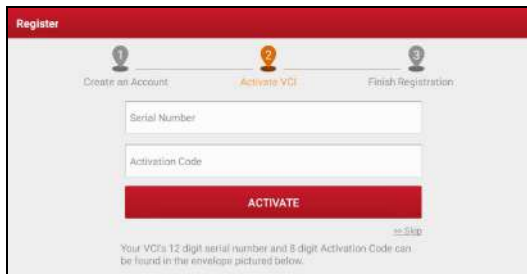 Register
1
2
3
Create an Account
Activate VCI
Finish Registration
Serial Number
Activation Code
ACTIVATE
>> Skip
Your VCI's 12 digit serial number and 8 digit Activation Code can
be found in the envelope pictured below.